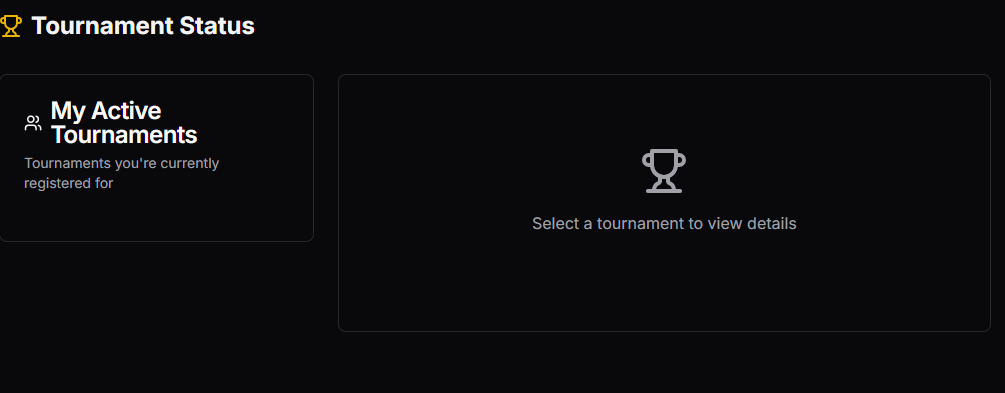 Tournament Status
My Active
Tournaments
Tournaments you're currently
registered for
Select a tournament to view details